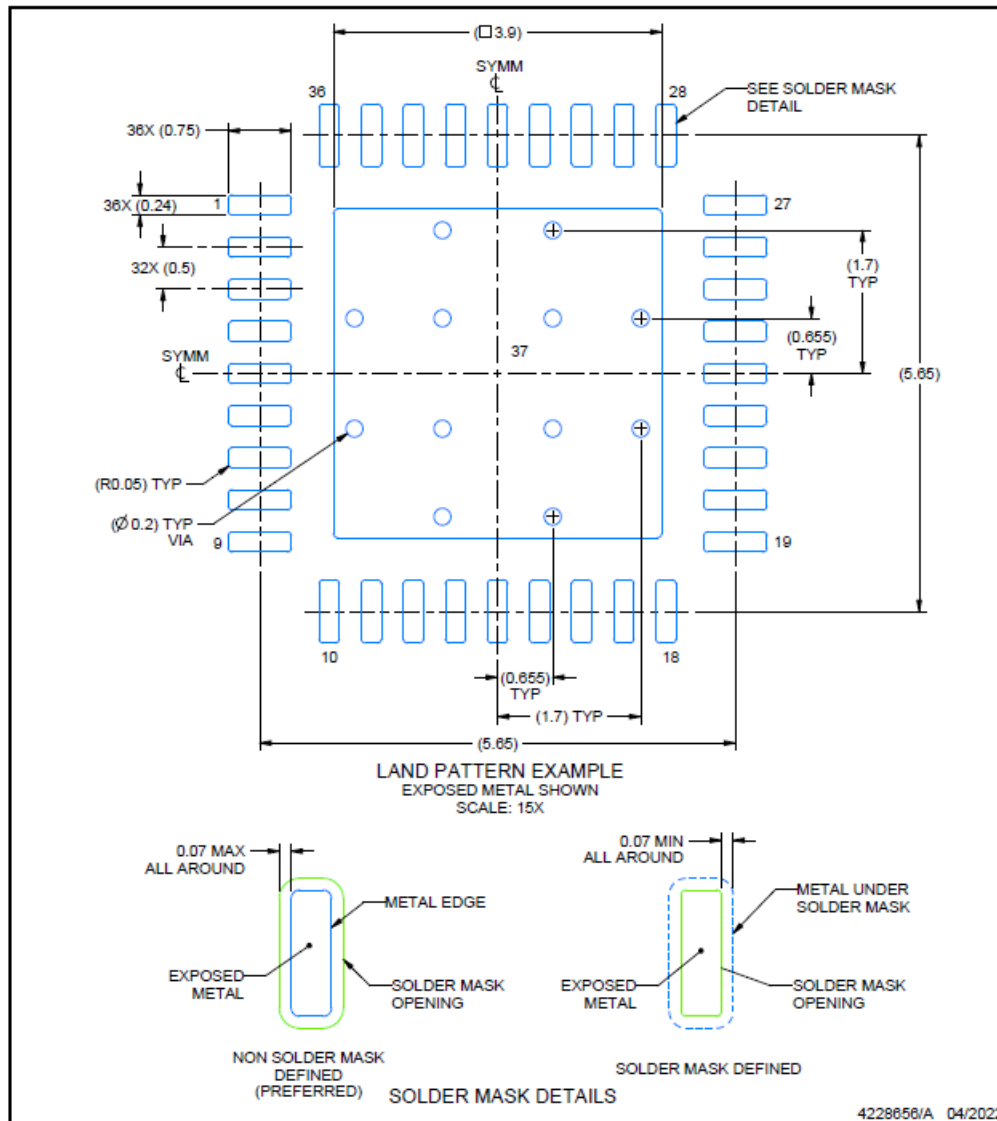 (□3.9)
SYMM
℄
36
28
SEE SOLDER MASK
DETAIL
36X (0.75)
36X (0.24)
1
27
32X (0.5)
(1.7)
TYP
(0.655)
TYP
37
SYMM
℄
(5.65)
(R0.05) TYP
(Ø0.2) TYP
VIA
9
19
10
18
(0.655)
TYP
(1.7) TYP
(5.65)
LAND PATTERN EXAMPLE
EXPOSED METAL SHOWN
SCALE: 15X
0.07 MAX
ALL AROUND
METAL EDGE
EXPOSED
METAL
SOLDER MASK
OPENING
NON SOLDER MASK
DEFINED
(PREFERRED)
0.07 MIN
ALL AROUND
METAL UNDER
SOLDER MASK
EXPOSED
METAL
SOLDER MASK
OPENING
SOLDER MASK DEFINED
SOLDER MASK DETAILS
4228656/A 04/2022